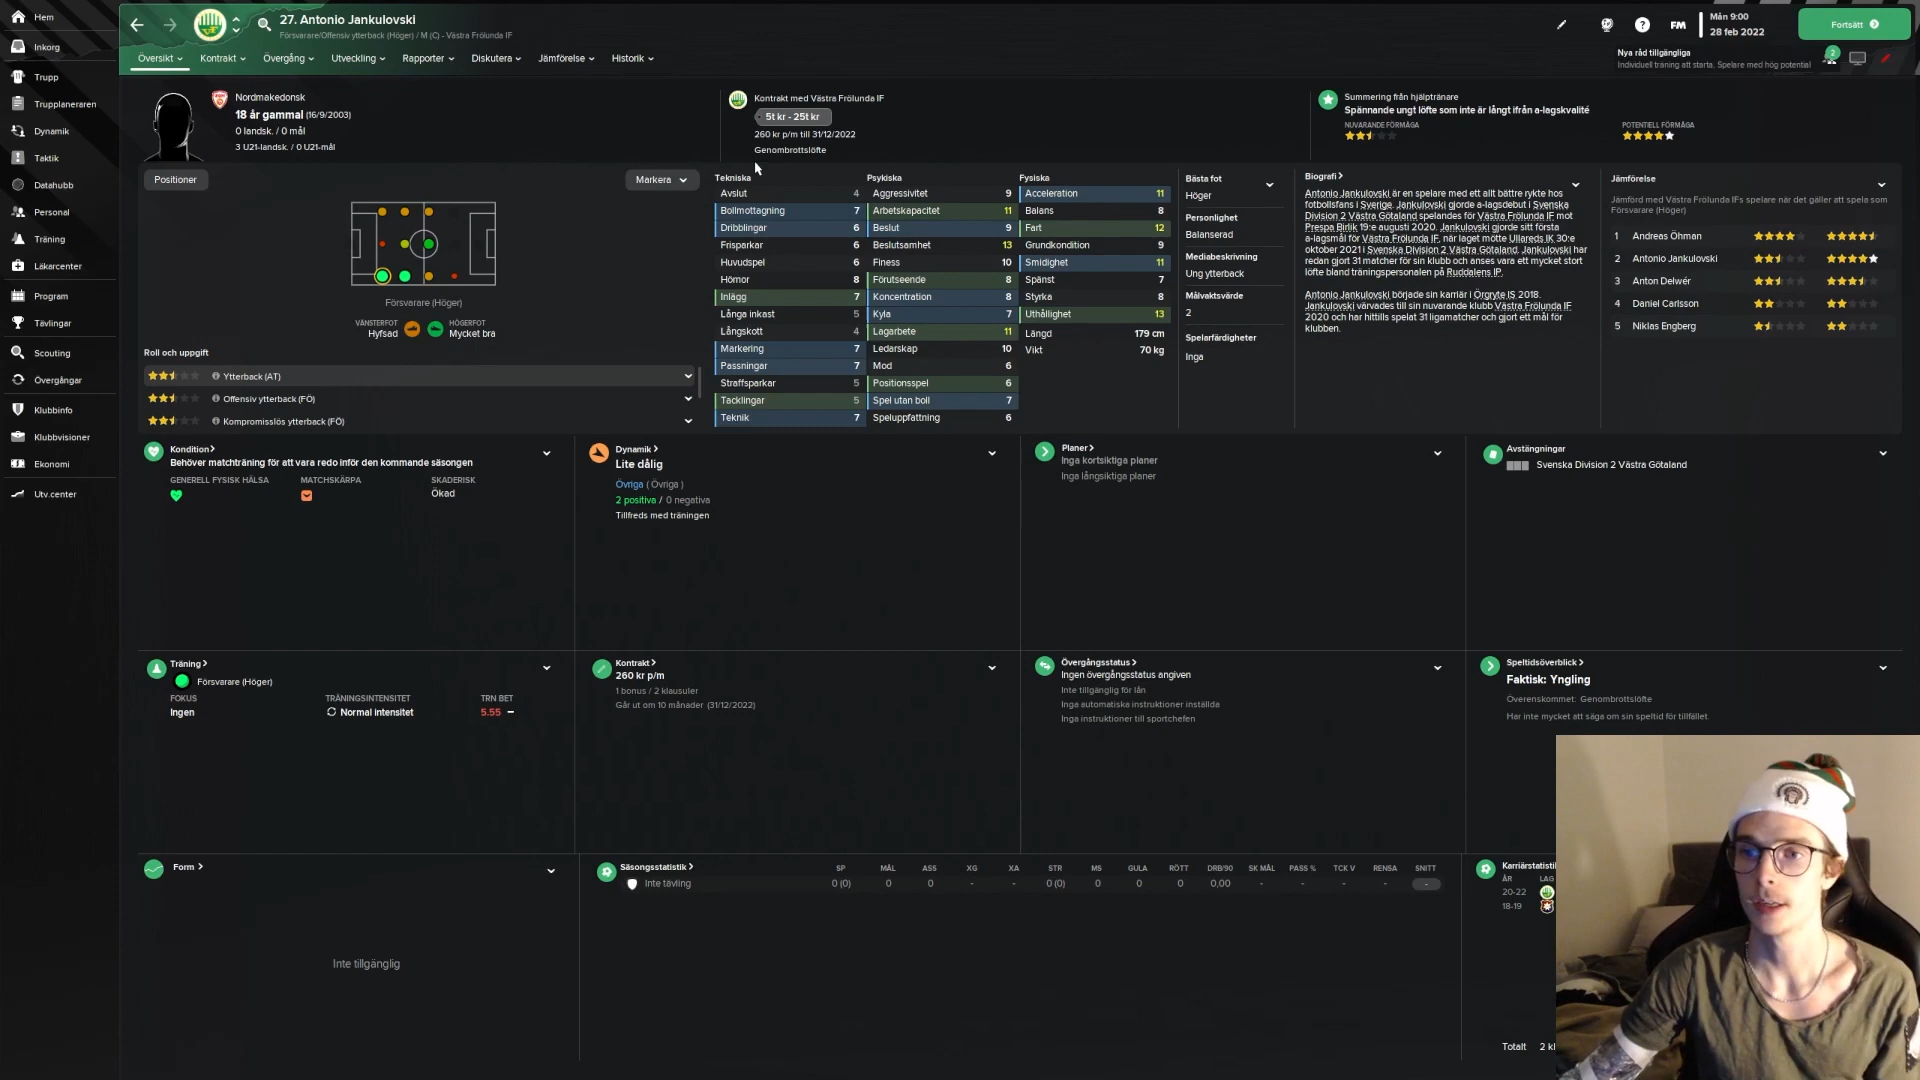 Hem
Inkorg
Trupp
Trupplaneraren
Dynamik
Taktik
Datahubb
Personal
Träning
Läkarcenter
Program
Tävlingar
Scouting
Övergångar
Klubbinfo
Klubbvisioner
Ekonomi
Utv.center
27. Antonio Jankulovski
Försvarare/Offensiv ytterback (Höger) / M (C) - Västra Frölunda IF
FM
Mån 9:00
28 feb 2022
Fortsätt
Översikt Kontrakt Övergång Utveckling Rapporter Diskutera Jämförelse Historik
Nya råd tillgängliga
Individuell träning att starta, Spelare med hög potential
2
Nordmakedonsk
18 år gammal (16/9/2003)
0 landsk. / 0 mål
3 U21-landsk. / 0 U21-mål
Kontrakt med Västra Frölunda IF
5t kr - 25t kr
260 kr p/m till 31/12/2022
Genombrottslöfte
Summering från hjälptränare
Spännande ungt löfte som inte är långt ifrån a-lagskvalité
NUVARANDE FÖRMÅGA
POTENTIELL FÖRMÅGA
Positioner
Markera
Försvarare (Höger)
VÄNSTERFOT
Hyfsad
HÖGERFOT
Mycket bra
Roll och uppgift
Ytterback (AT)
Offensiv ytterback (FÖ)
Kompromisslös ytterback (FÖ)
Tekniska
Avslut 4
Bollmottagning 7
Dribblingar 6
Frisparkar 6
Huvudspel 6
Hörnor 8
Inlägg 7
Långa inkast 5
Långskott 4
Markering 7
Passningar 7
Straffsparkar 5
Tacklingar 5
Teknik 7
Psykiska
Aggressivitet 9
Arbetskapacitet 11
Beslut 9
Beslutsamhet 13
Finess 10
Förutseende 8
Koncentration 8
Kyla 7
Lagarbete 11
Ledarskap 10
Mod 6
Positionsspel 6
Spel utan boll 7
Speluppfattning 6
Fysiska
Acceleration 11
Balans 8
Fart 12
Grundkondition 9
Smidighet 11
Spänst 7
Styrka 8
Uthållighet 13
Längd 179 cm
Vikt 70 kg
Bästa fot
Höger
Personlighet
Balanserad
Mediabeskrivning
Ung ytterback
Målvaktsvärde
2
Spelarfärdigheter
Inga
Biografi
Antonio Jankulovski är en spelare med ett allt bättre rykte hos
fotbollsfans i Sverige. Jankulovski gjorde a-lagsdebut i Svenska
Division 2 Västra Götaland spelandes för Västra Frölunda IF mot
Prespa Birlik 19:e augusti 2020. Jankulovski gjorde sitt första
a-lagsmål för Västra Frölunda IF, när laget mötte Ullareds IK 30:e
oktober 2021 i Svenska Division 2 Västra Götaland. Jankulovski har
redan gjort 31 matcher för sin klubb och anses vara ett mycket stort
löfte bland träningspersonalen på Ruddalens IP.
Antonio Jankulovski började sin karriär i Örgryte IS 2018.
Jankulovski värvades till sin nuvarande klubb Västra Frölunda IF
2020 och har hittills spelat 31 ligamatcher och gjort ett mål för
klubben.
Jämförelse
Jämförd med Västra Frölunda IFs spelare när det gäller att spela som
Försvarare (Höger)
1 Andreas Öhman
2 Antonio Jankulovski
3 Anton Delwér
4 Daniel Carlsson
5 Niklas Engberg
Kondition
Behöver matchträning för att vara redo inför den kommande säsongen
GENERELL FYSISK HÄLSA MATCHSKÄRPA SKADERISK
Ökad
Dynamik
Lite dålig
Övriga ( Övriga )
2 positiva / 0 negativa
Tillfreds med träningen
Planer
Inga kortsiktiga planer
Inga långsiktiga planer
Avstängningar
Svenska Division 2 Västra Götaland
Träning
Försvarare (Höger)
FOKUS TRÄNINGSINTENSITET TRN BET
Ingen Normal intensitet 5.55 –
Kontrakt
260 kr p/m
1 bonus / 2 klausuler
Går ut om 10 månader (31/12/2022)
Övergångsstatus
Ingen övergångsstatus angiven
Inte tillgänglig för lån
Inga automatiska instruktioner inställda
Inga instruktioner till sportchefen
Speltidsöverblick
Faktisk: Yngling
Överenskommet: Genombrottslöfte
Har inte mycket att säga om sin speltid för tillfället.
Form
Inte tillgänglig
Säsongsstatistik SP MÅL ASS XG XA STR MS GULA RÖTT DRB/90 SK MÅL PASS % TCK V RENSA SNITT
Inte tävling 0 (0) 0 0 - - 0 (0) 0 0 0 0,00 - - - - -
Karriärstatisti
ÅR LAG
20-22
18-19
Totalt 2 kl